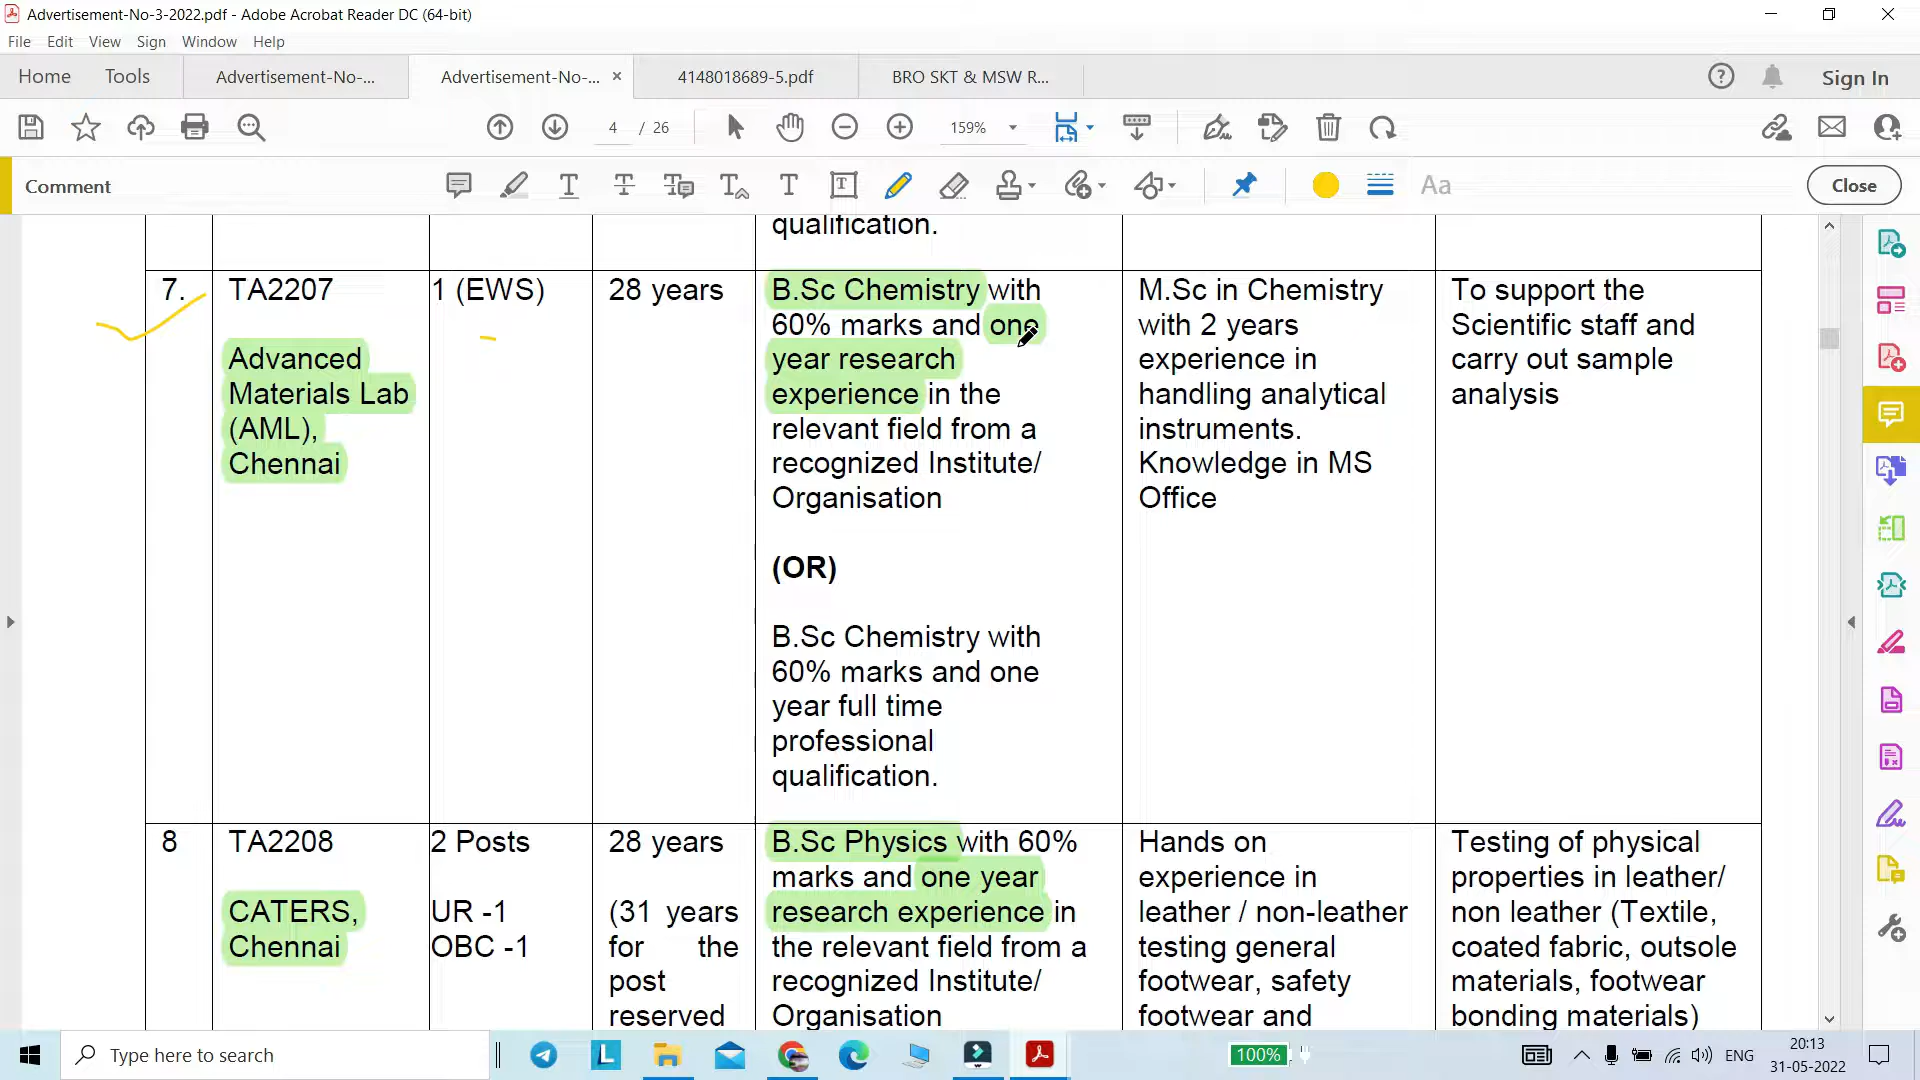 Advertisement-No-3-2022.pdf - Adobe Acrobat Reader DC (64-bit)
File Edit View Sign Window Help
Home Tools Advertisement-No-... Advertisement-No-... × 4148018689-5.pdf BRO SKT & MSW R... Sign In
4 / 26 159%
Comment Aa Close
qualification.
7.
TA2207
Advanced
Materials Lab
(AML),
Chennai
1 (EWS)
28 years
B.Sc Chemistry with
60% marks and one
year research
experience in the
relevant field from a
recognized Institute/
Organisation
(OR)
B.Sc Chemistry with
60% marks and one
year full time
professional
qualification.
M.Sc in Chemistry
with 2 years
experience in
handling analytical
instruments.
Knowledge in MS
Office
To support the
Scientific staff and
carry out sample
analysis
8
TA2208
CATERS,
Chennai
2 Posts
UR -1
OBC -1
28 years
(31 years
for the
post
reserved
B.Sc Physics with 60%
marks and one year
research experience in
the relevant field from a
recognized Institute/
Organisation
Hands on
experience in
leather / non-leather
testing general
footwear, safety
footwear and
Testing of physical
properties in leather/
non leather (Textile,
coated fabric, outsole
materials, footwear
bonding materials)
Type here to search
L
100%
ENG
20:13
31-05-2022